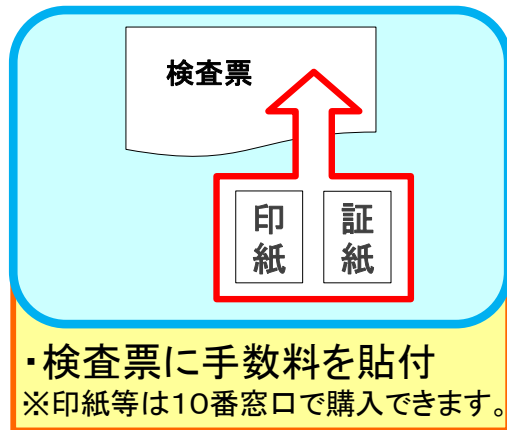 検査票
印紙
証紙
・検査票に手数料を貼付
※印紙等は10番窓口で購入できます。